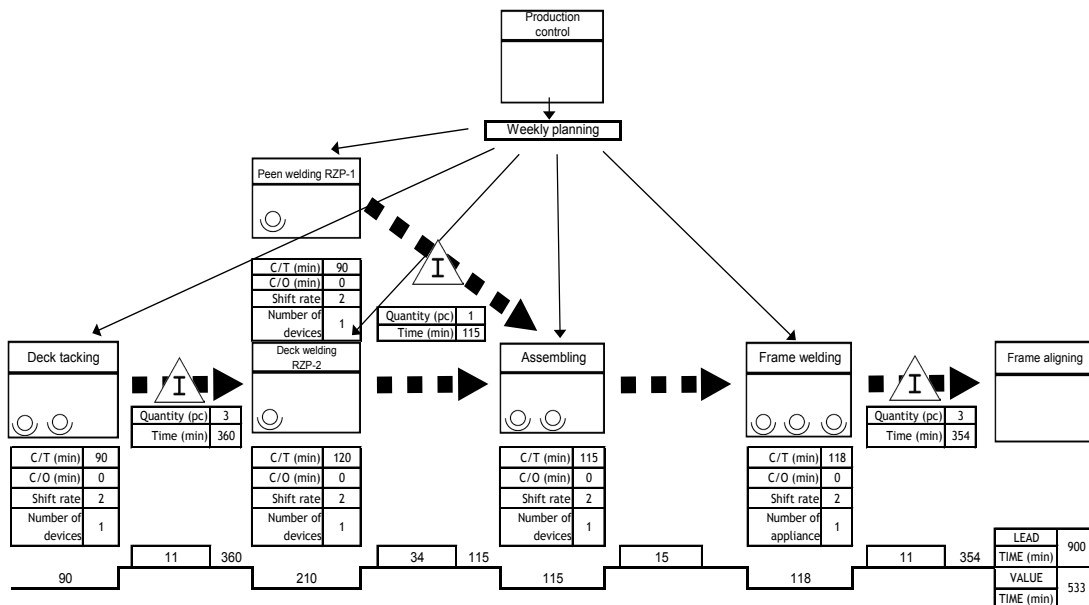 Production
control
Weekly planning
Peen welding RZP-1
C/T (min) 90
C/O (min) 0
Shift rate 2
Number of
devices 1
I
Quantity (pc) 1
Time (min) 115
Deck tacking
I
Quantity (pc) 3
Time (min) 360
C/T (min) 90
C/O (min) 0
Shift rate 2
Number of
devices 1
Deck welding
RZP-2
C/T (min) 120
C/O (min) 0
Shift rate 2
Number of
devices 1
Assembling
C/T (min) 115
C/O (min) 0
Shift rate 2
Number of
devices 1
Frame welding
C/T (min) 118
C/O (min) 0
Shift rate 2
Number of
appliance 1
I
Quantity (pc) 3
Time (min) 354
Frame aligning
11 360 34 115 15 11 354
90 210 115 118
LEAD
TIME (min) 900
VALUE
TIME (min) 533